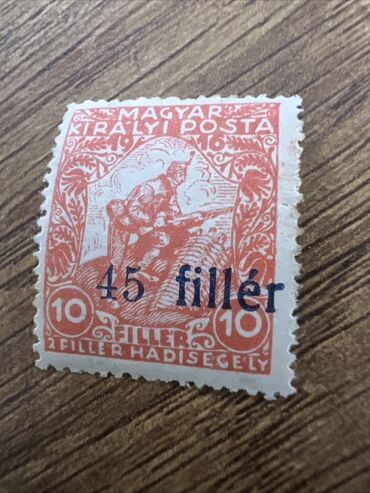 MAGYAR
KIRÁLYI POSTA
1916
45 fillér
10 FILLÉR 10
2 FILLÉR HADISEGÉLY